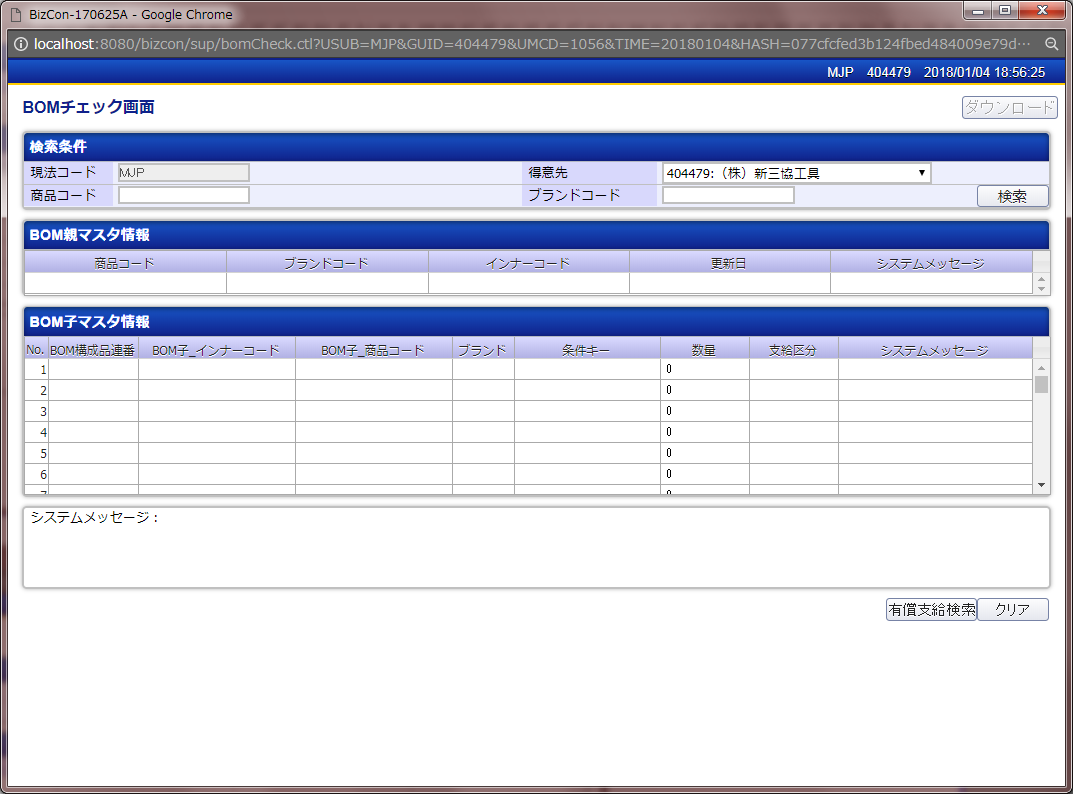 BizCon-170625A - Google Chrome
localhost:8080/bizcon/sup/bomCheck.ctl?USUB=MJP&GUID=404479&UMCD=1056&TIME=20180104&HASH=077cfcfed3b124fbed484009e79d…
MJP 404479 2018/01/04 18:56:25
BOMチェック画面 ダウンロード
検索条件
現法コード MJP 得意先 404479:（株）新三協工具
商品コード ブランドコード 検索
BOM親マスタ情報
商品コード ブランドコード インナーコード 更新日 システムメッセージ
BOM子マスタ情報
No. BOM構成品連番 BOM子_インナーコード BOM子_商品コード ブランド 条件キー 数量 支給区分 システムメッセージ
1 0
2 0
3 0
4 0
5 0
6 0
7 0
システムメッセージ：
有償支給検索 クリア